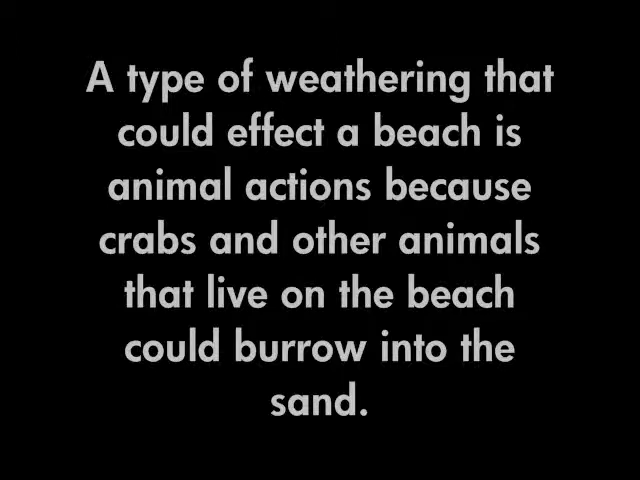 A type of weathering that
could effect a beach is
animal actions because
crabs and other animals
that live on the beach
could burrow into the
sand.